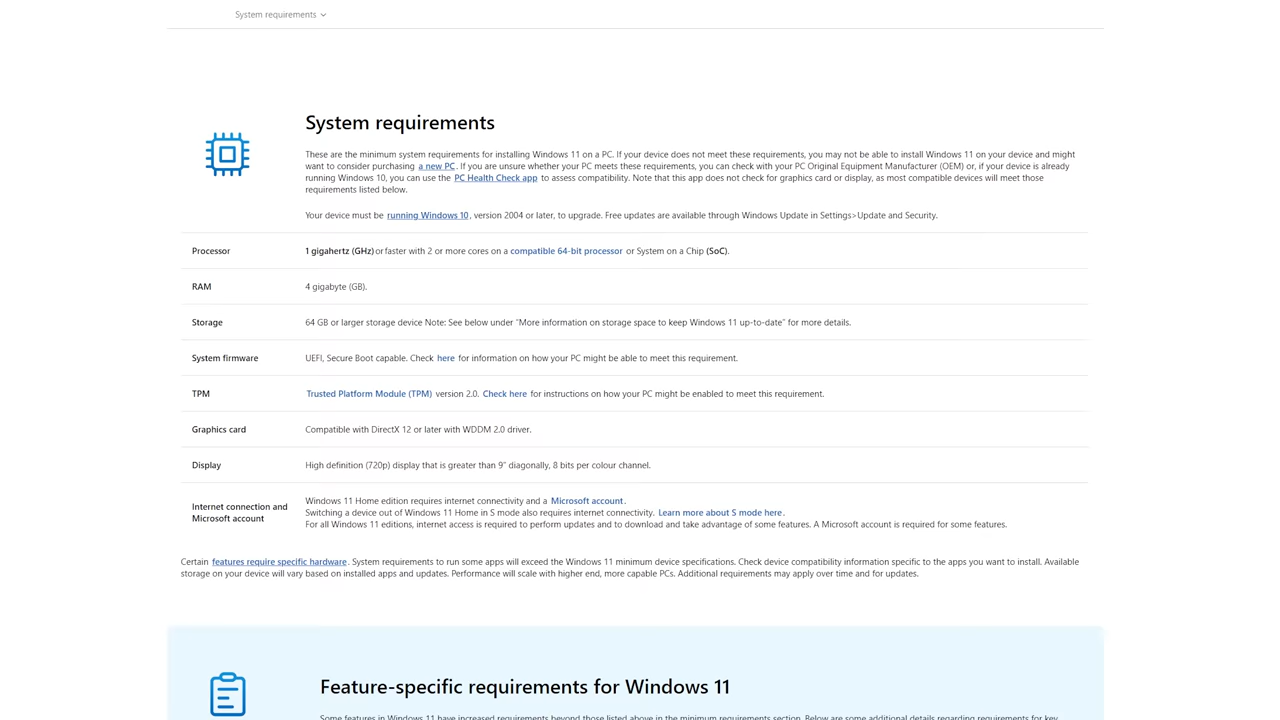 System requirements
System requirements
These are the minimum system requirements for installing Windows 11 on a PC. If your device does not meet these requirements, you may not be able to install Windows 11 on your device and might
want to consider purchasing a new PC. If you are unsure whether your PC meets these requirements, you can check with your PC Original Equipment Manufacturer (OEM) or, if your device is already
running Windows 10, you can use the PC Health Check app to assess compatibility. Note that this app does not check for graphics card or display, as most compatible devices will meet those
requirements listed below.
Your device must be running Windows 10, version 2004 or later, to upgrade. Free updates are available through Windows Update in Settings>Update and Security.
Processor 1 gigahertz (GHz) or faster with 2 or more cores on a compatible 64-bit processor or System on a Chip (SoC).
RAM 4 gigabyte (GB).
Storage 64 GB or larger storage device Note: See below under "More information on storage space to keep Windows 11 up-to-date" for more details.
System firmware UEFI, Secure Boot capable. Check here for information on how your PC might be able to meet this requirement.
TPM Trusted Platform Module (TPM) version 2.0. Check here for instructions on how your PC might be enabled to meet this requirement.
Graphics card Compatible with DirectX 12 or later with WDDM 2.0 driver.
Display High definition (720p) display that is greater than 9" diagonally, 8 bits per colour channel.
Internet connection and
Microsoft account
Windows 11 Home edition requires internet connectivity and a Microsoft account.
Switching a device out of Windows 11 Home in S mode also requires internet connectivity. Learn more about S mode here.
For all Windows 11 editions, internet access is required to perform updates and to download and take advantage of some features. A Microsoft account is required for some features.
Certain features require specific hardware. System requirements to run some apps will exceed the Windows 11 minimum device specifications. Check device compatibility information specific to the apps you want to install. Available
storage on your device will vary based on installed apps and updates. Performance will scale with higher end, more capable PCs. Additional requirements may apply over time and for updates.
Feature-specific requirements for Windows 11
Some features in Windows 11 have increased requirements beyond those listed above in the minimum requirements section. Below are some additional details regarding requirements for key